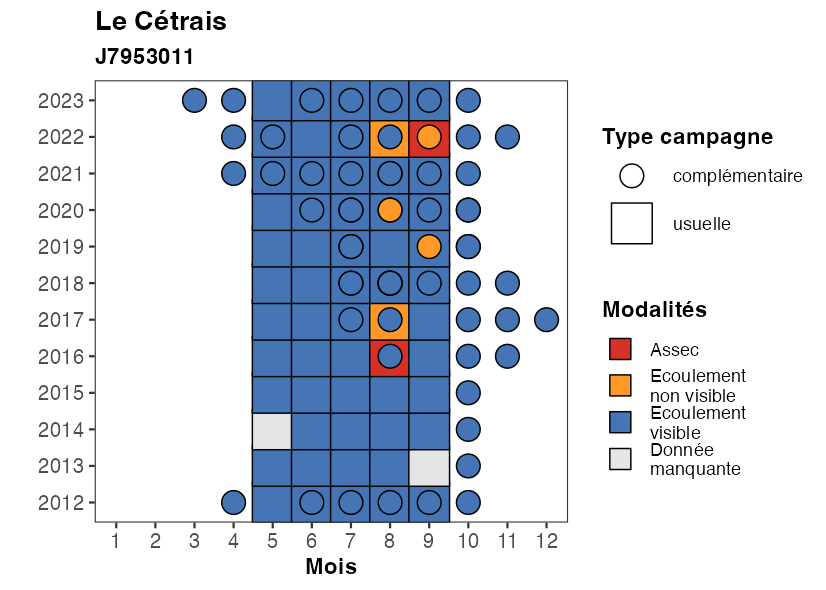 Le Cétrais
J7953011
2023
2022
2021
2020
2019
2018
2017
2016
2015
2014
2013
2012
1 2 3 4 5 6 7 8 9 10 11 12
Mois
Type campagne
complémentaire
usuelle
Modalités
Assec
Ecoulement
non visible
Ecoulement
visible
Donnée
manquante